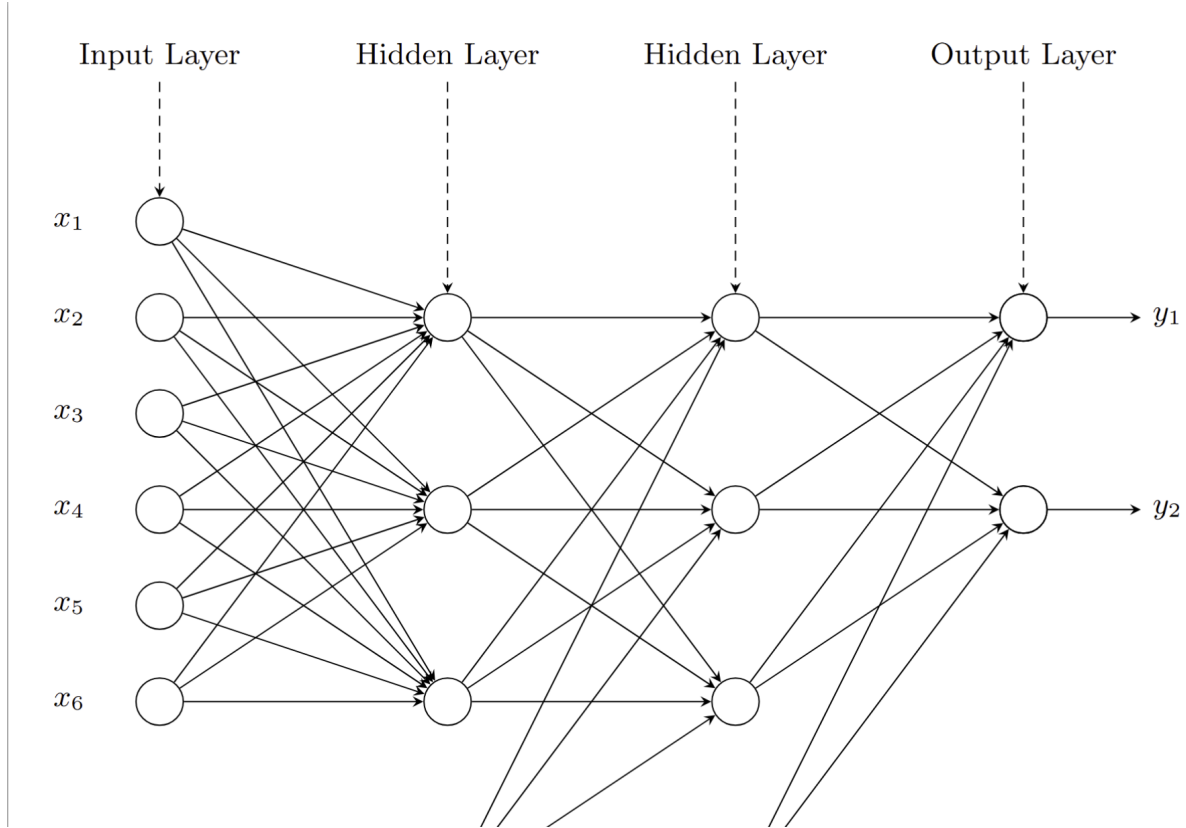 Input Layer
Hidden Layer
Hidden Layer
Output Layer
x₁
x₂
y₁
x₃
x₄
y₂
x₅
x₆